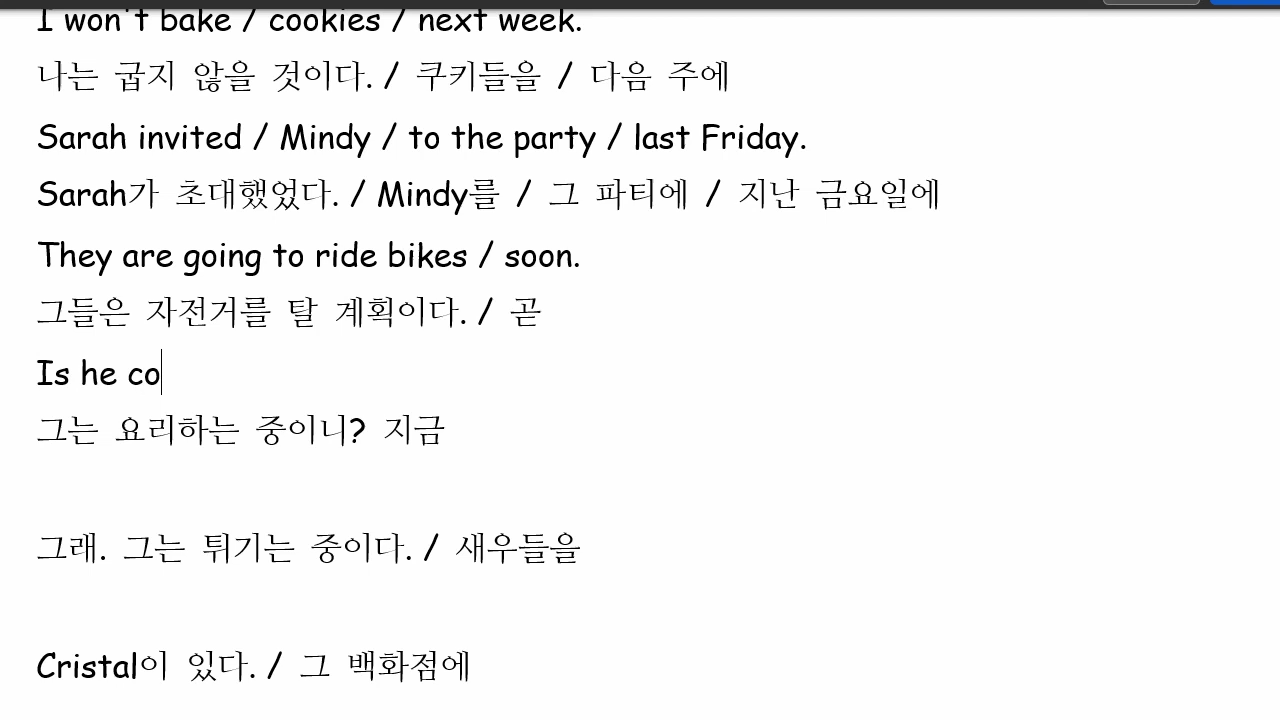 I won't bake / cookies / next week.
나는 굽지 않을 것이다. / 쿠키들을 / 다음 주에
Sarah invited / Mindy / to the party / last Friday.
Sarah가 초대했었다. / Mindy를 / 그 파티에 / 지난 금요일에
They are going to ride bikes / soon.
그들은 자전거를 탈 계획이다. / 곧
Is he co
그는 요리하는 중이니? 지금
그래. 그는 튀기는 중이다. / 새우들을
Cristal이 있다. / 그 백화점에